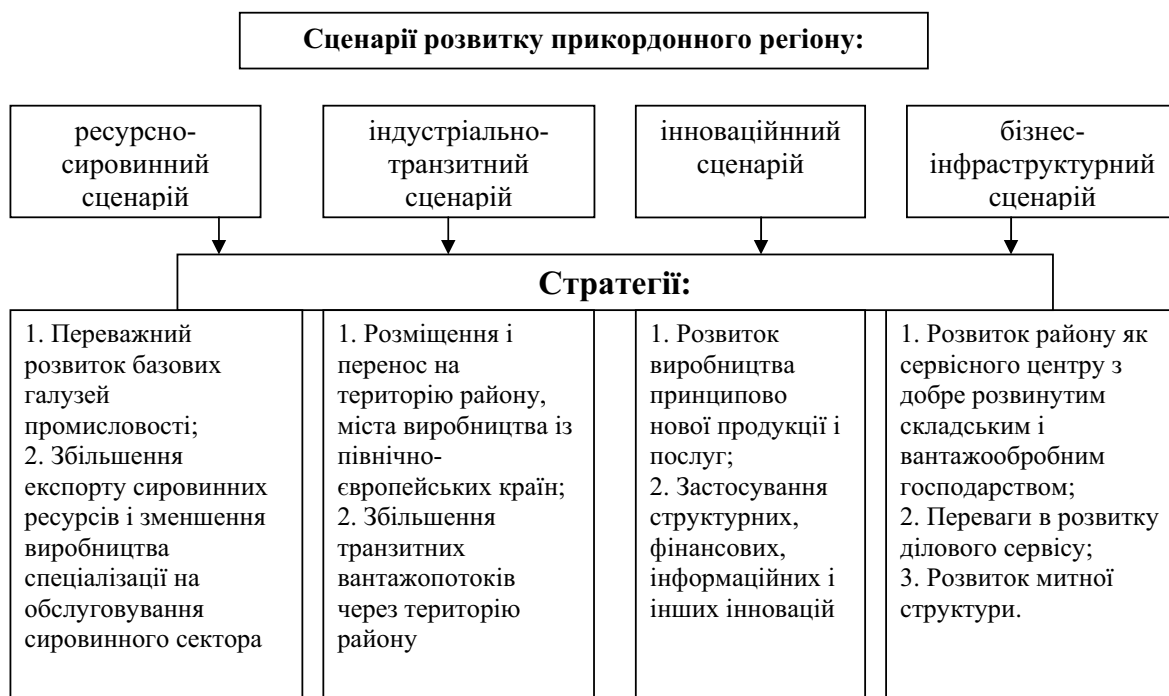 Сценарії розвитку прикордонного регіону:
ресурсно-
сировинний
сценарій
індустріально-
транзитний
сценарій
інноваційнний
сценарій
бізнес-
інфраструктурний
сценарій
Стратегії:
1. Переважний
розвиток базових
галузей
промисловості;
2. Збільшення
експорту сировинних
ресурсів і зменшення
виробництва
спеціалізації на
обслуговування
сировинного сектора
1. Розміщення і
перенос на
територію району,
міста виробництва із
північно-
європейських країн;
2. Збільшення
транзитних
вантажопотоків
через територію
району
1. Розвиток
виробництва
принципово
нової продукції і
послуг;
2. Застосування
структурних,
фінансових,
інформаційних і
інших інновацій
1. Розвиток району як
сервісного центру з
добре розвинутим
складським і
вантажообробним
господарством;
2. Переваги в розвитку
ділового сервісу;
3. Розвиток митної
структури.